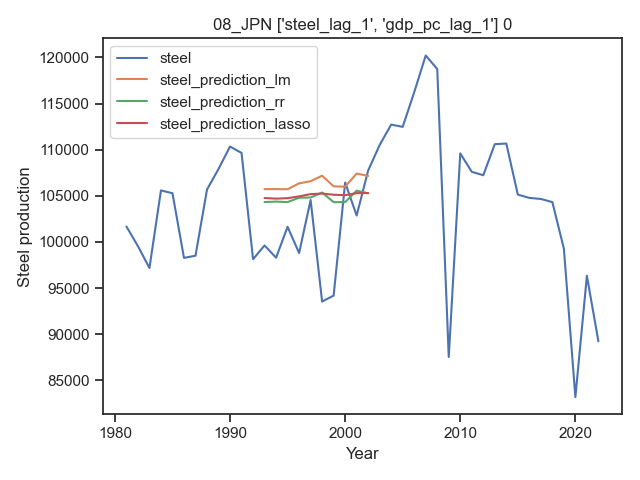 08_JPN ['steel_lag_1', 'gdp_pc_lag_1'] 0
steel
steel_prediction_lm
steel_prediction_rr
steel_prediction_lasso
Steel production
120000
115000
110000
105000
100000
95000
90000
85000
1980
1990
2000
2010
2020
Year